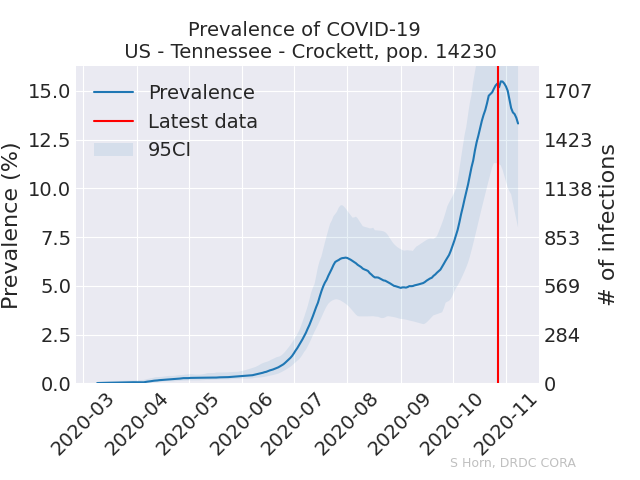 Prevalence of COVID-19
US - Tennessee - Crockett, pop. 14230
Prevalence
Latest data
95CI
Prevalence (%)
15.0
12.5
10.0
7.5
5.0
2.5
0.0
1707
1423
1138
853
569
284
0
# of infections
2020-03
2020-04
2020-05
2020-06
2020-07
2020-08
2020-09
2020-10
2020-11
S Horn, DRDC CORA